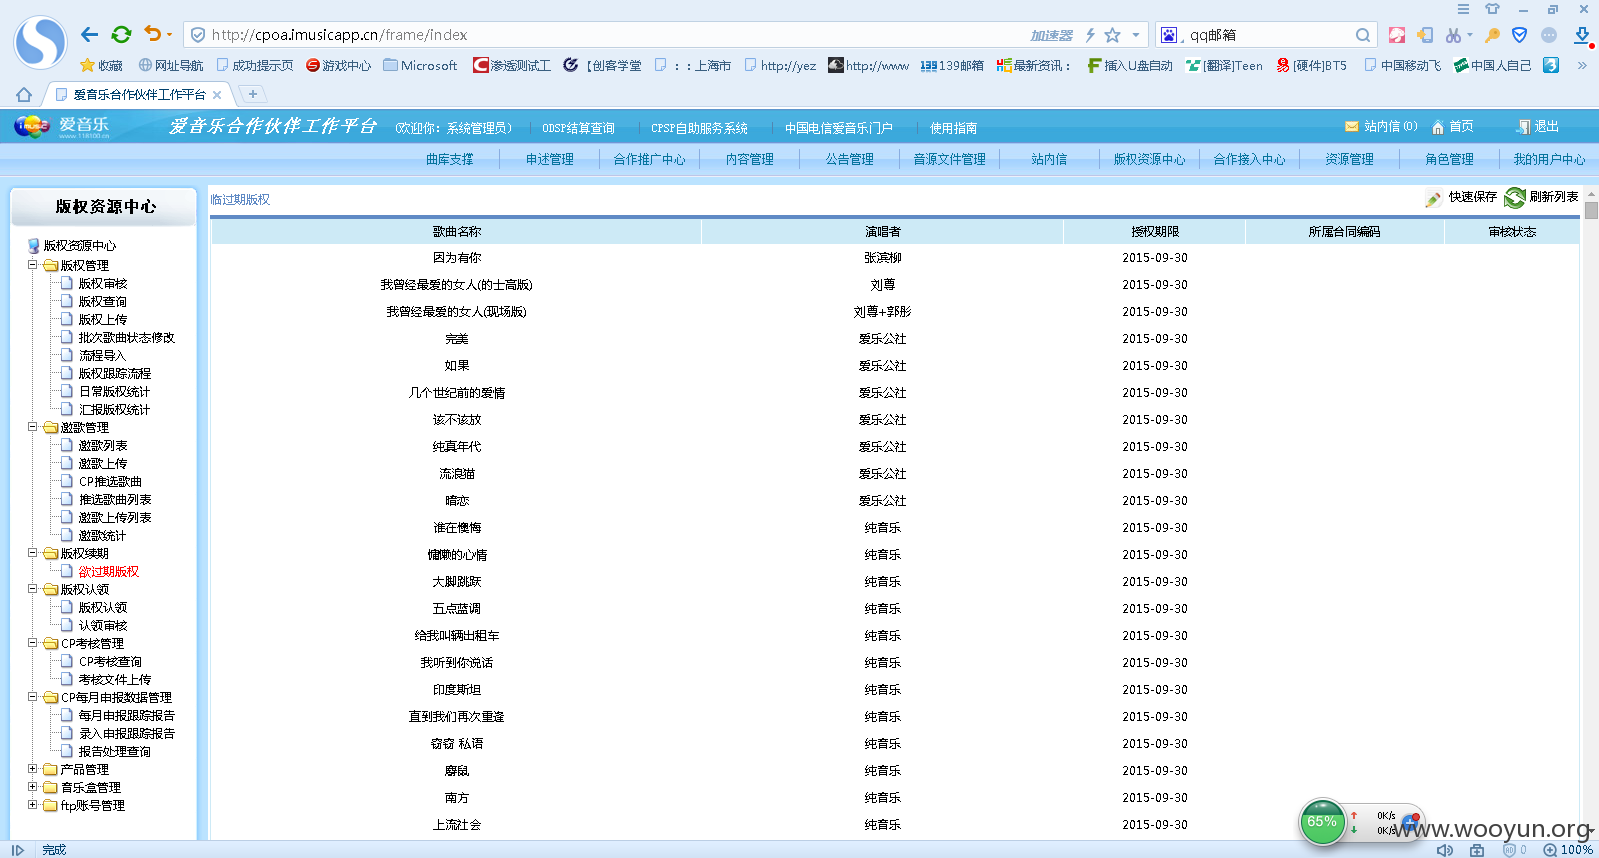 http://cpoa.imusicapp.cn/frame/index
加速器
qq邮箱
收藏 网址导航 成功提示页 游戏中心 Microsoft 渗透测试工 【创客学堂 ：：上海市 http://yez http://www 139邮箱 最新资讯： 插入U盘自动 [翻译]Teen [硬件]BT5 中国移动飞 中国人自己
爱音乐合作伙伴工作平台
imusic 爱音乐 www.118100.cn
爱音乐合作伙伴工作平台 (欢迎你：系统管理员) ODSP结算查询 CPSP自助服务系统 中国电信爱音乐门户 使用指南 站内信(0) 首页 退出
曲库支撑 申述管理 合作推广中心 内容管理 公告管理 音源文件管理 站内信 版权资源中心 合作接入中心 资源管理 角色管理 我的用户中心
版权资源中心
版权资源中心
版权管理
版权审核
版权查询
版权上传
批次歌曲状态修改
流程导入
版权跟踪流程
日常版权统计
汇报版权统计
邀歌管理
邀歌列表
邀歌上传
CP推选歌曲
推选歌曲列表
邀歌上传列表
邀歌统计
版权续期
欲过期版权
版权认领
版权认领
认领审核
CP考核管理
CP考核查询
考核文件上传
CP每月申报数据管理
每月申报跟踪报告
录入申报跟踪报告
报告处理查询
产品管理
音乐盒管理
ftp账号管理
临过期版权 快速保存 刷新列表
歌曲名称 演唱者 授权期限 所属合同编码 审核状态
因为有你 张滨柳 2015-09-30
我曾经最爱的女人(的士高版) 刘尊 2015-09-30
我曾经最爱的女人(现场版) 刘尊+郭彤 2015-09-30
完美 爱乐公社 2015-09-30
如果 爱乐公社 2015-09-30
几个世纪前的爱情 爱乐公社 2015-09-30
该不该放 爱乐公社 2015-09-30
纯真年代 爱乐公社 2015-09-30
流浪猫 爱乐公社 2015-09-30
暗恋 爱乐公社 2015-09-30
谁在懊悔 纯音乐 2015-09-30
慵懒的心情 纯音乐 2015-09-30
大脚跳跃 纯音乐 2015-09-30
五点蓝调 纯音乐 2015-09-30
给我叫辆出租车 纯音乐 2015-09-30
我听到你说话 纯音乐 2015-09-30
印度斯坦 纯音乐 2015-09-30
直到我们再次重逢 纯音乐 2015-09-30
窃窃 私语 纯音乐 2015-09-30
纯音乐 2015-09-30
南方 纯音乐 2015-09-30
上流社会 纯音乐 2015-09-30
65% 0K/s
0K/s
www.wooyun.org
完成 0 100%